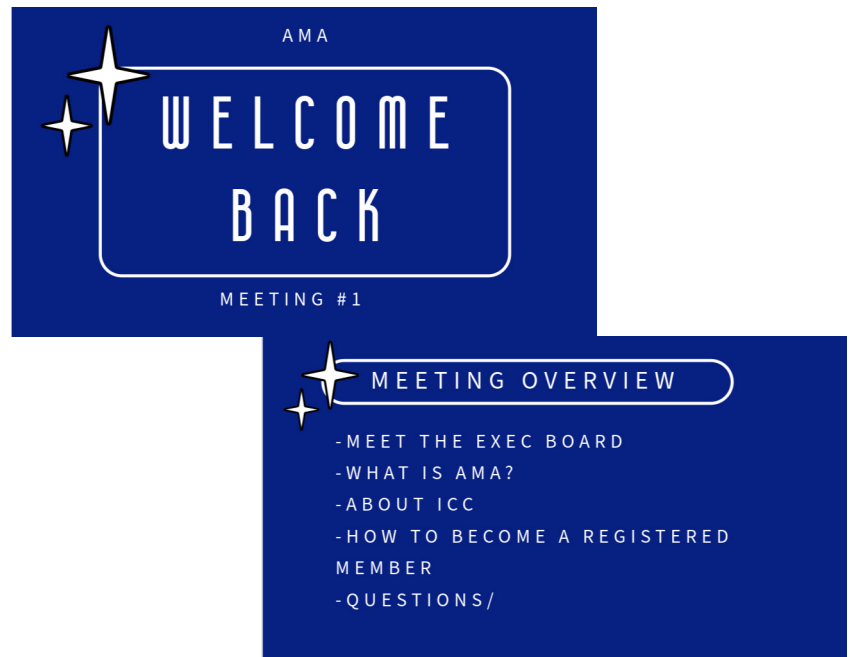 AMA
WELCOME
BACK
MEETING #1
MEETING OVERVIEW
-MEET THE EXEC BOARD
-WHAT IS AMA?
-ABOUT ICC
-HOW TO BECOME A REGISTERED
MEMBER
-QUESTIONS/